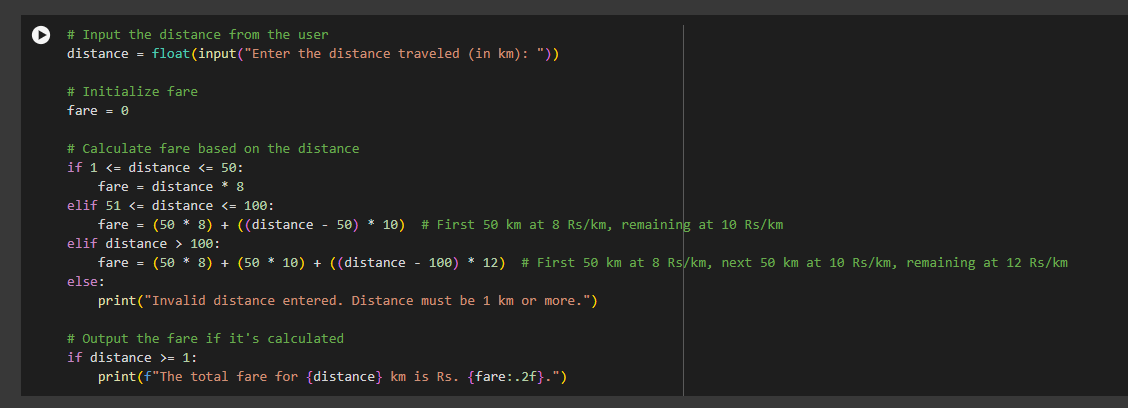 # Input the distance from the user
distance = float(input("Enter the distance traveled (in km): "))
# Initialize fare
fare = 0
# Calculate fare based on the distance
if 1 <= distance <= 50:
    fare = distance * 8
elif 51 <= distance <= 100:
    fare = (50 * 8) + ((distance - 50) * 10)  # First 50 km at 8 Rs/km, remaining at 10 Rs/km
elif distance > 100:
    fare = (50 * 8) + (50 * 10) + ((distance - 100) * 12)  # First 50 km at 8 Rs/km, next 50 km at 10 Rs/km, remaining at 12 Rs/km
else:
    print("Invalid distance entered. Distance must be 1 km or more.")
# Output the fare if it's calculated
if distance >= 1:
    print(f"The total fare for {distance} km is Rs. {fare:.2f}.")